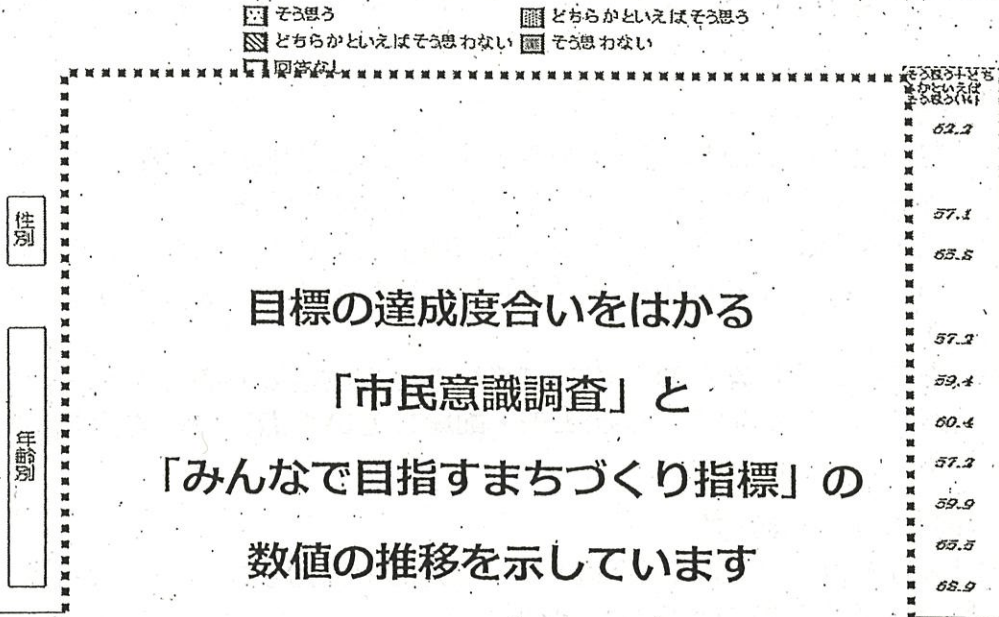 そう思う
どちらかといえばそう思う
どちらかといえばそう思わない
そう思わない
回答なし
そう思う+どち
らかといえば
そう思う(%)
62.2
性別
57.1
65.8
目標の達成度合いをはかる
57.2
「市民意識調査」と
59.4
60.4
年齢別
「みんなで目指すまちづくり指標」の
57.2
59.9
数値の推移を示しています
65.5
68.9